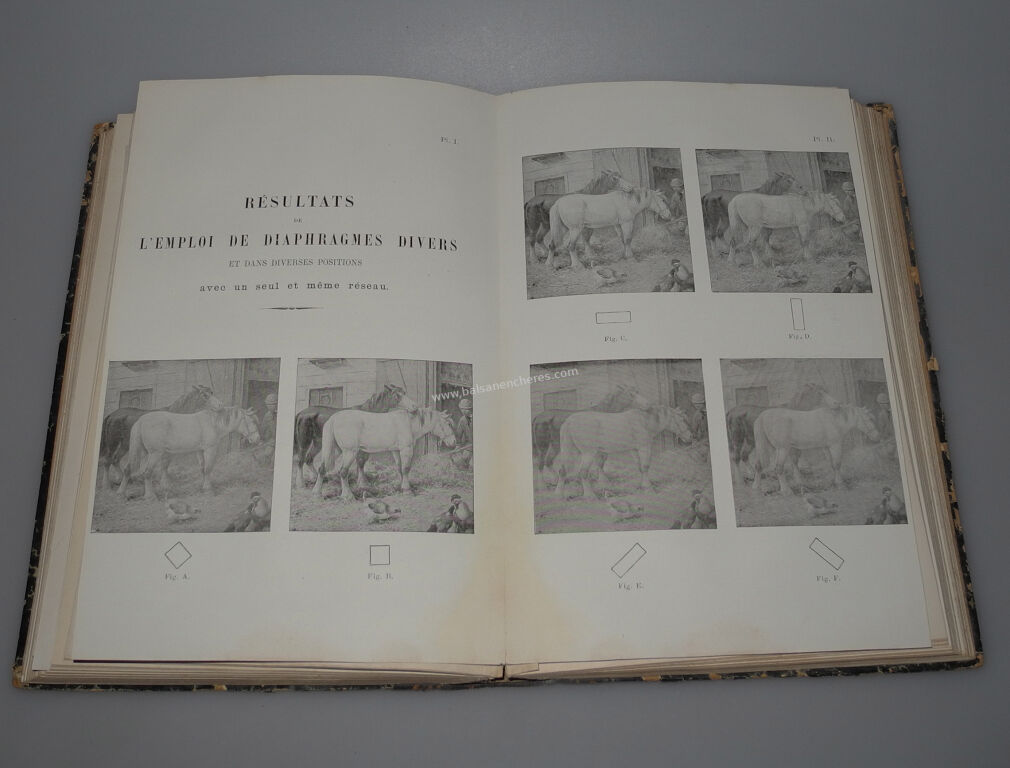 Pl. I.
RÉSULTATS
DE
L'EMPLOI DE DIAPHRAGMES DIVERS
ET DANS DIVERSES POSITIONS
avec un seul et même réseau.
Fig. A.
Fig. B.
Pl. II.
Fig. C.
Fig. D.
Fig. E.
Fig. F.
www.balsanencheres.com